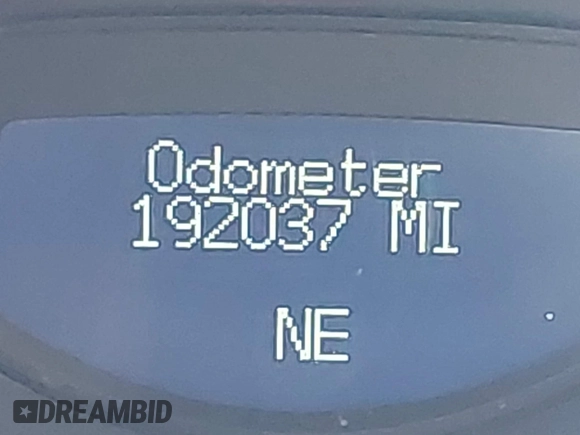 Odometer
192037 MI
NE
DREAMBID